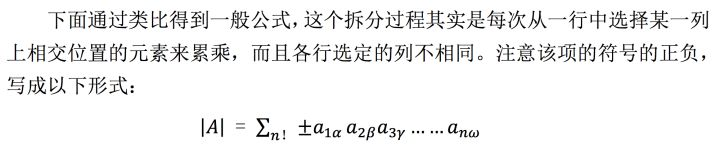 下面通过类比得到一般公式，这个拆分过程其实是每次从一行中选择某一列
上相交位置的元素来累乘，而且各行选定的列不相同。注意该项的符号的正负，
写成以下形式：
|A| = ∑ₙ! ±a₁α a₂βa₃γ … … aₙω